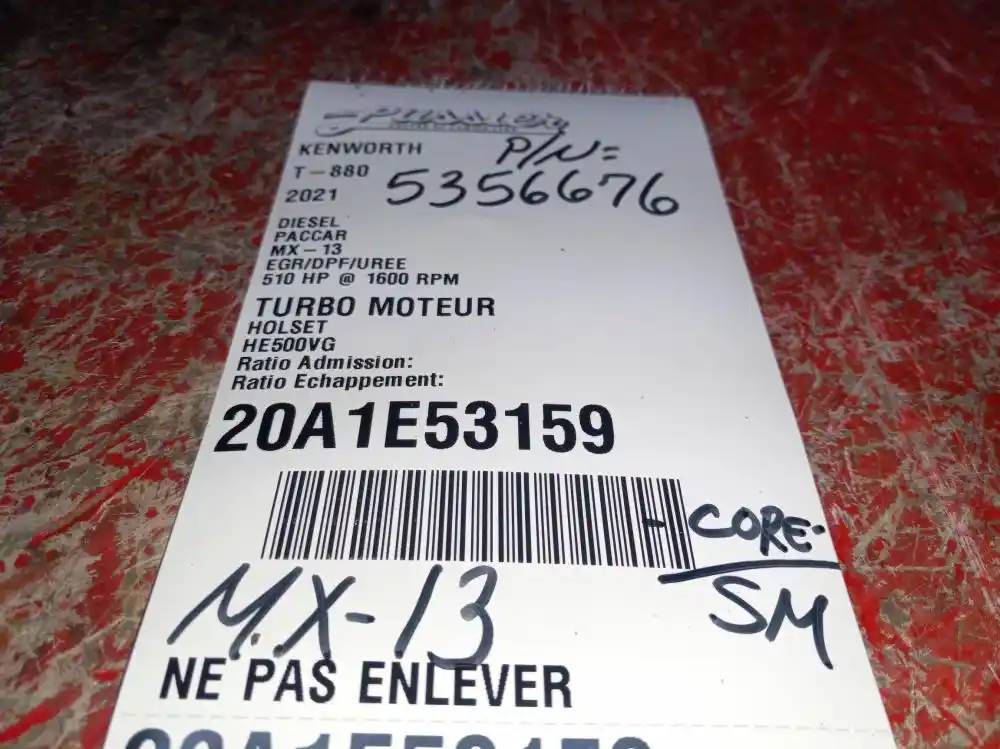 KENWORTH
P/N=
T-880
5356676
2021
DIESEL
PACCAR
MX-13
EGR/DPF/UREE
510 HP @ 1600 RPM
TURBO MOTEUR
HOLSET
HE500VG
Ratio Admission:
Ratio Echappement:
20A1E53159
-CORE-
SM
M.X-13
NE PAS ENLEVER
20A1E53159